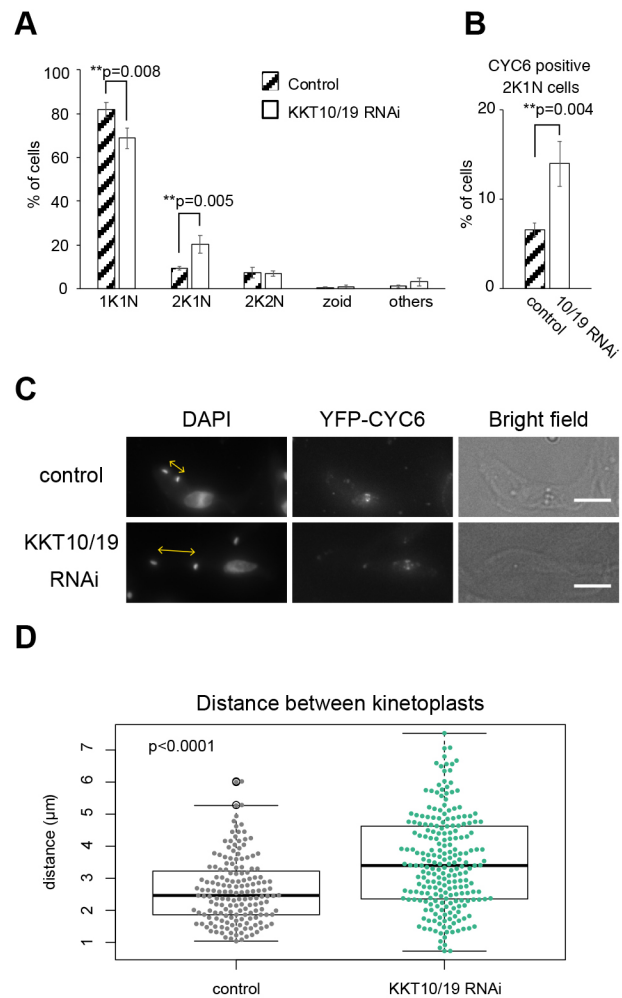 A
100
80
60
40
20
0
% of cells
**p=0.008
**p=0.005
Control
KKT10/19 RNAi
1K1N
2K1N
2K2N
zoid
others
B
CYC6 positive
2K1N cells
20
10
0
% of cells
**p=0.004
control
10/19 RNAi
C
DAPI
YFP-CYC6
Bright field
control
KKT10/19
RNAi
D
Distance between kinetoplasts
p<0.0001
7
6
5
4
3
2
1
distance (μm)
control
KKT10/19 RNAi